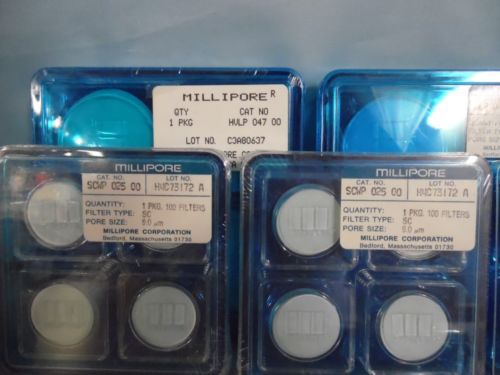 MILLIPORE R
QTY CAT NO
1 PKG HVLP 047 00
LOT NO. C3A80637
MILLIPORE
CAT. NO. LOT NO.
SCWP 025 00 H4C73172 A
QUANTITY: 1 PKG. 100 FILTERS
FILTER TYPE: SC
PORE SIZE: 8.0 µm
MILLIPORE CORPORATION
Bedford, Massachusetts 01730
MILLIPORE
CAT. NO. LOT NO.
SCWP 025 00 H4C73172 A
QUANTITY: 1 PKG. 100 FILTERS
FILTER TYPE: SC
PORE SIZE: 8.0 µm
MILLIPORE CORPORATION
Bedford, Massachusetts 01730